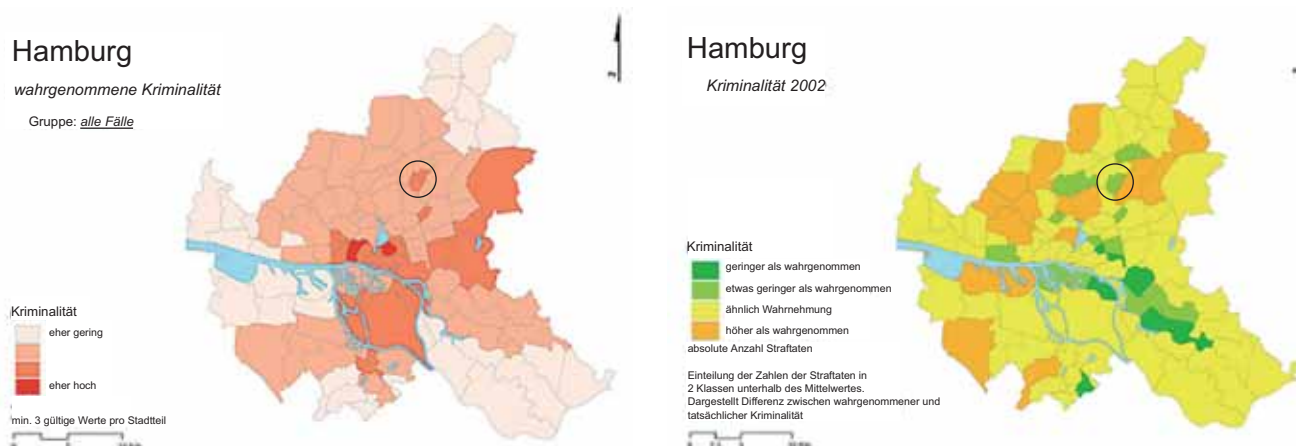 Hamburg
wahrgenommene Kriminalität
Gruppe: alle Fälle
Kriminalität
eher gering
eher hoch
min. 3 gültige Werte pro Stadtteil
Hamburg
Kriminalität 2002
Kriminalität
geringer als wahrgenommen
etwas geringer als wahrgenommen
ähnlich Wahrnehmung
höher als wahrgenommen
absolute Anzahl Straftaten
Einteilung der Zahlen der Straftaten in
2 Klassen unterhalb des Mittelwertes.
Dargestellt Differenz zwischen wahrgenommener und
tatsächlicher Kriminalität